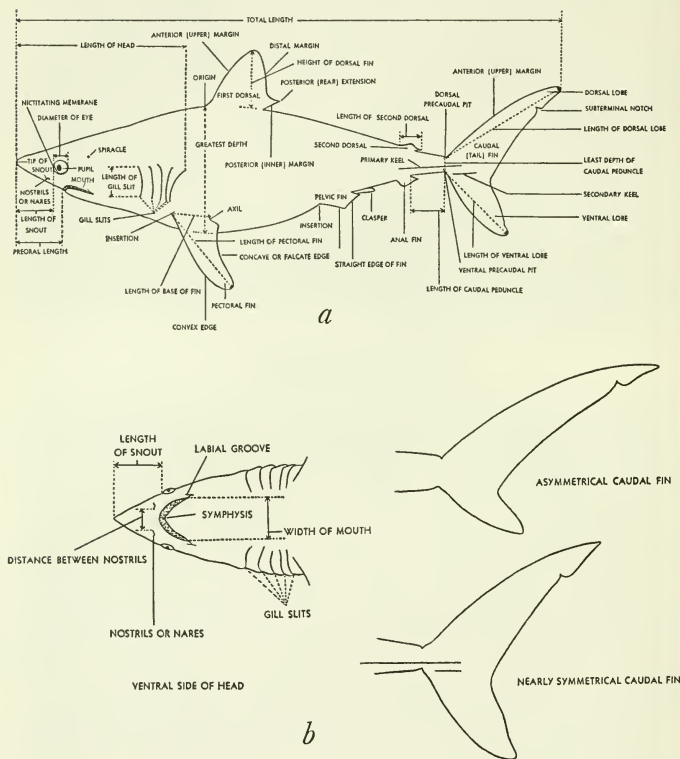 TOTAL LENGTH
ANTERIOR (UPPER) MARGIN
DISTAL MARGIN
LENGTH OF HEAD
HEIGHT OF DORSAL FIN
ORIGIN
POSTERIOR (REAR) EXTENSION
ANTERIOR (UPPER) MARGIN
NICTITATING MEMBRANE
FIRST DORSAL
DORSAL
PRECAUDAL PIT
DORSAL LOBE
SUBTERMINAL NOTCH
DIAMETER OF EYE
LENGTH OF SECOND DORSAL
LENGTH OF DORSAL LOBE
GREATEST DEPTH
SECOND DORSAL
SPIRACLE
CAUDAL
(TAIL) FIN
TIP OF
SNOUT
PUPIL
MOUTH
POSTERIOR (INNER) MARGIN
PRIMARY KEEL
LEAST DEPTH OF
CAUDAL PEDUNCLE
LENGTH OF
GILL SLIT
NOSTRILS
OR NARES
PELVIC FIN
CLASPER
SECONDARY KEEL
AXIL
GILL SLITS
INSERTION
VENTRAL LOBE
LENGTH OF
SNOUT
INSERTION
ANAL FIN
PREORAL LENGTH
LENGTH OF PECTORAL FIN
CONCAVE OR FALCATE EDGE
STRAIGHT EDGE OF FIN
LENGTH OF VENTRAL LOBE
VENTRAL PRECAUDAL PIT
LENGTH OF BASE OF FIN
PECTORAL FIN
LENGTH OF CAUDAL PEDUNCLE
CONVEX EDGE
a
LENGTH
OF SNOUT
LABIAL GROOVE
ASYMMETRICAL CAUDAL FIN
SYMPHYSIS
WIDTH OF MOUTH
DISTANCE BETWEEN NOSTRILS
GILL SLITS
NOSTRILS OR NARES
VENTRAL SIDE OF HEAD
NEARLY SYMMETRICAL CAUDAL FIN
b